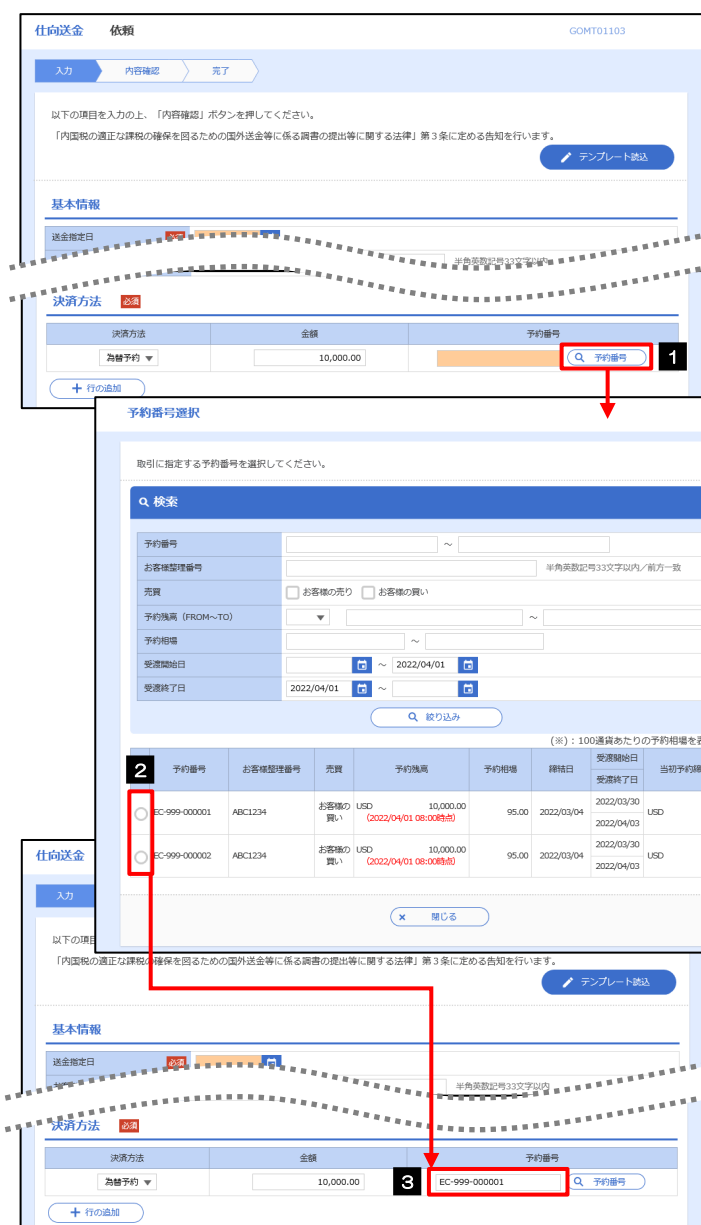 仕向送金 依頼 GOMT01103
入力 内容確認 完了
以下の項目を入力の上、「内容確認」ボタンを押してください。
「内国税の適正な課税の確保を図るための国外送金等に係る調書の提出等に関する法律」第3条に定める告知を行います。
テンプレート読込
基本情報
送金指定日 必須
半角英数記号33文字以内
決済方法 必須
決済方法 金額 予約番号
為替予約 10,000.00 予約番号 1
行の追加
予約番号選択
取引に指定する予約番号を選択してください。
検索
予約番号 ~
お客様整理番号 半角英数記号33文字以内/前方一致
売買 お客様の売り お客様の買い
予約残高(FROM~TO) ~
予約相場 ~
受渡開始日 ~ 2022/04/01
受渡終了日 2022/04/01 ~
絞り込み
(※):100通貨あたりの予約相場を
2 予約番号 お客様整理番号 売買 予約残高 予約相場 締結日 受渡開始日 当初予約
受渡終了日
EC-999-000001 ABC1234 お客様の買い USD 10,000.00 95.00 2022/03/04 2022/03/30 USD
(2022/04/01 08:00時点) 2022/04/03
EC-999-000002 ABC1234 お客様の買い USD 10,000.00 95.00 2022/03/04 2022/03/30 USD
(2022/04/01 08:00時点) 2022/04/03
閉じる
仕向送金
入力
以下の項
「内国税の適正な課税の確保を図るための国外送金等に係る調書の提出等に関する法律」第3条に定める告知を行います。
テンプレート読込
基本情報
送金指定日 必須
半角英数記号33文字以内
決済方法 必須
決済方法 金額 予約番号
為替予約 10,000.00 3 EC-999-000001 予約番号
行の追加